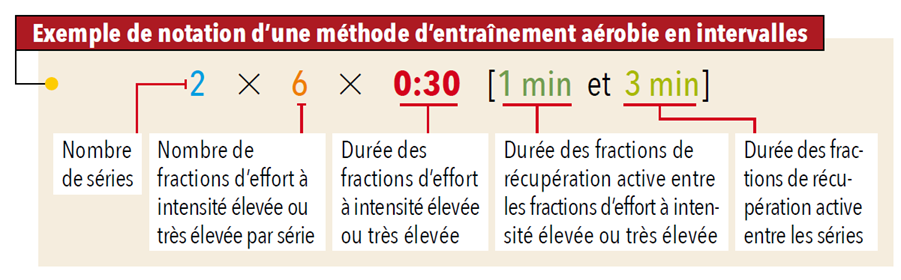 Exemple de notation d’une méthode d’entraînement aérobie en intervalles
2 × 6 × 0:30 [1 min et 3 min]
Nombre
de séries
Nombre de
fractions d’effort à
intensité élevée ou
très élevée par série
Durée des
fractions d’effort
à intensité élevée
ou très élevée
Durée des fractions de
récupération active entre
les fractions d’effort à inten-
sité élevée ou très élevée
Durée des frac-
tions de récu-
pération active
entre les séries